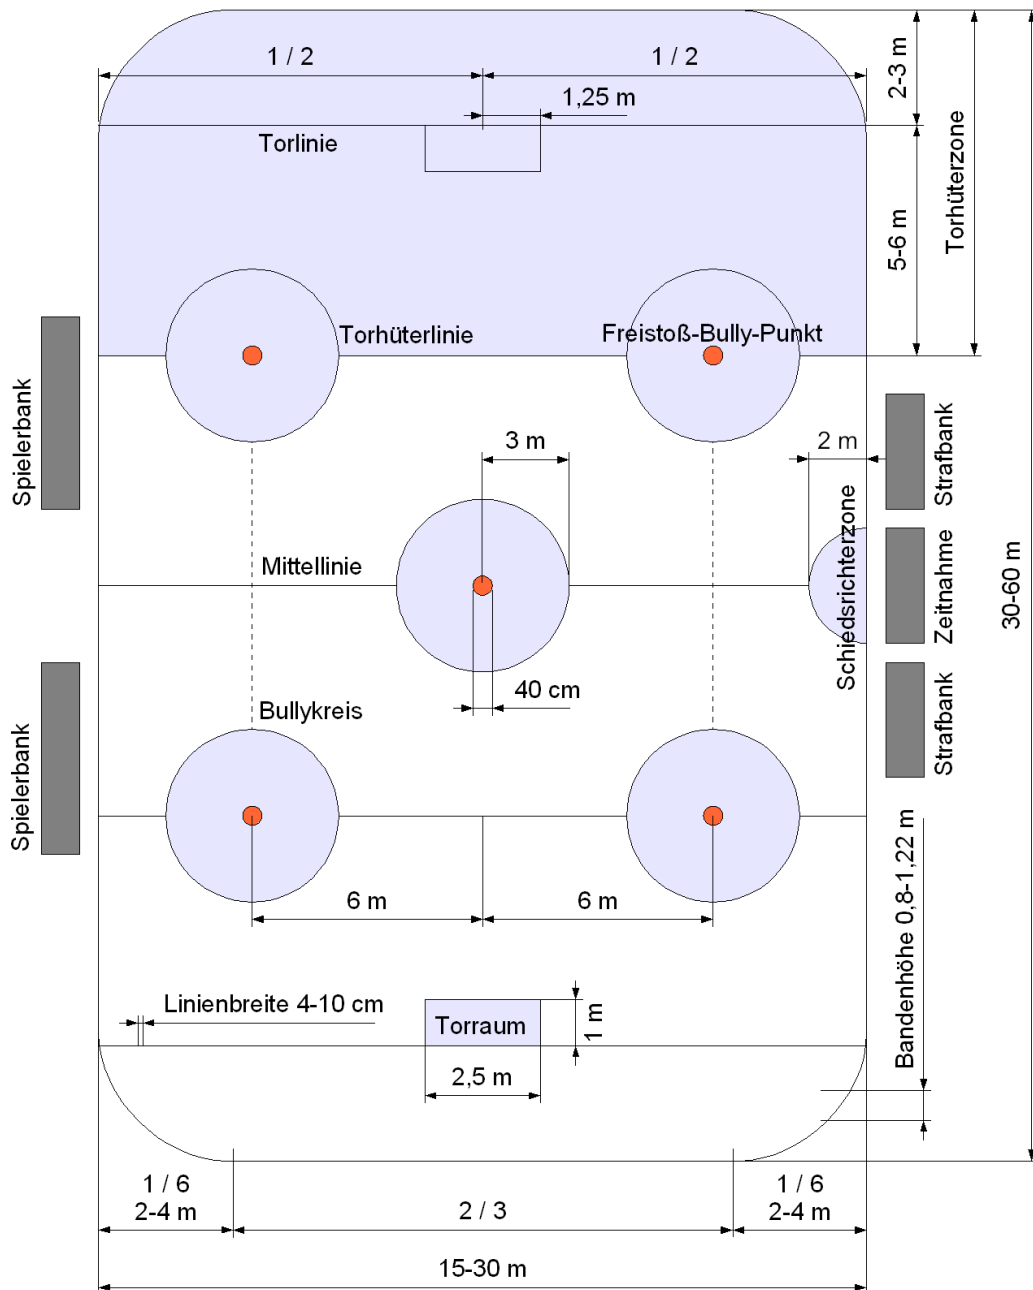 1 / 2
1 / 2
2-3 m
1,25 m
Torlinie
Torhüterzone
5-6 m
Torhüterlinie
Freistoß-Bully-Punkt
Spielerbank
3 m
2 m
Strafbank
Schiedsrichterzone
Mittellinie
Zeitnahme
30-60 m
40 cm
Bullykreis
Strafbank
Spielerbank
6 m
6 m
Bandenhöhe 0,8-1,22 m
Linienbreite 4-10 cm
Torraum
1 m
2,5 m
1 / 6
2-4 m
2 / 3
1 / 6
2-4 m
15-30 m